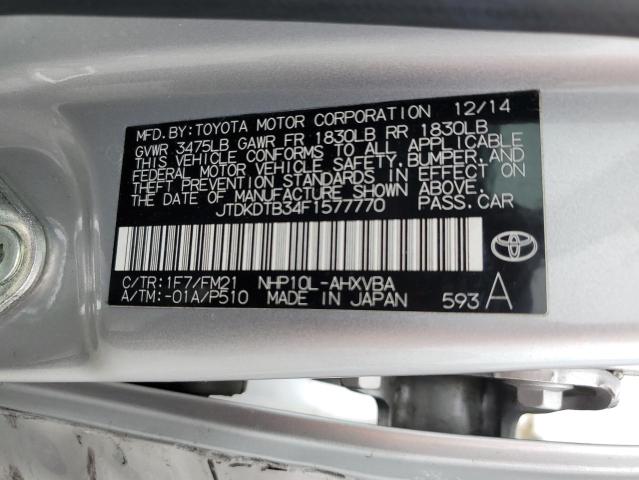 MFD. BY: TOYOTA MOTOR CORPORATION 12/14
GVWR 3475LB GAWR FR 1830LB RR 1830LB
THIS VEHICLE CONFORMS TO ALL APPLICABLE
FEDERAL MOTOR VEHICLE SAFETY, BUMPER, AND
THEFT PREVENTION STANDARDS IN EFFECT ON
THE DATE OF MANUFACTURE SHOWN ABOVE.
JTDKDTB34F1577770 PASS. CAR
C/TR: 1F7/FM21 NHP10L-AHXVBA
A/TM: -01A/P510 MADE IN JAPAN 593 A